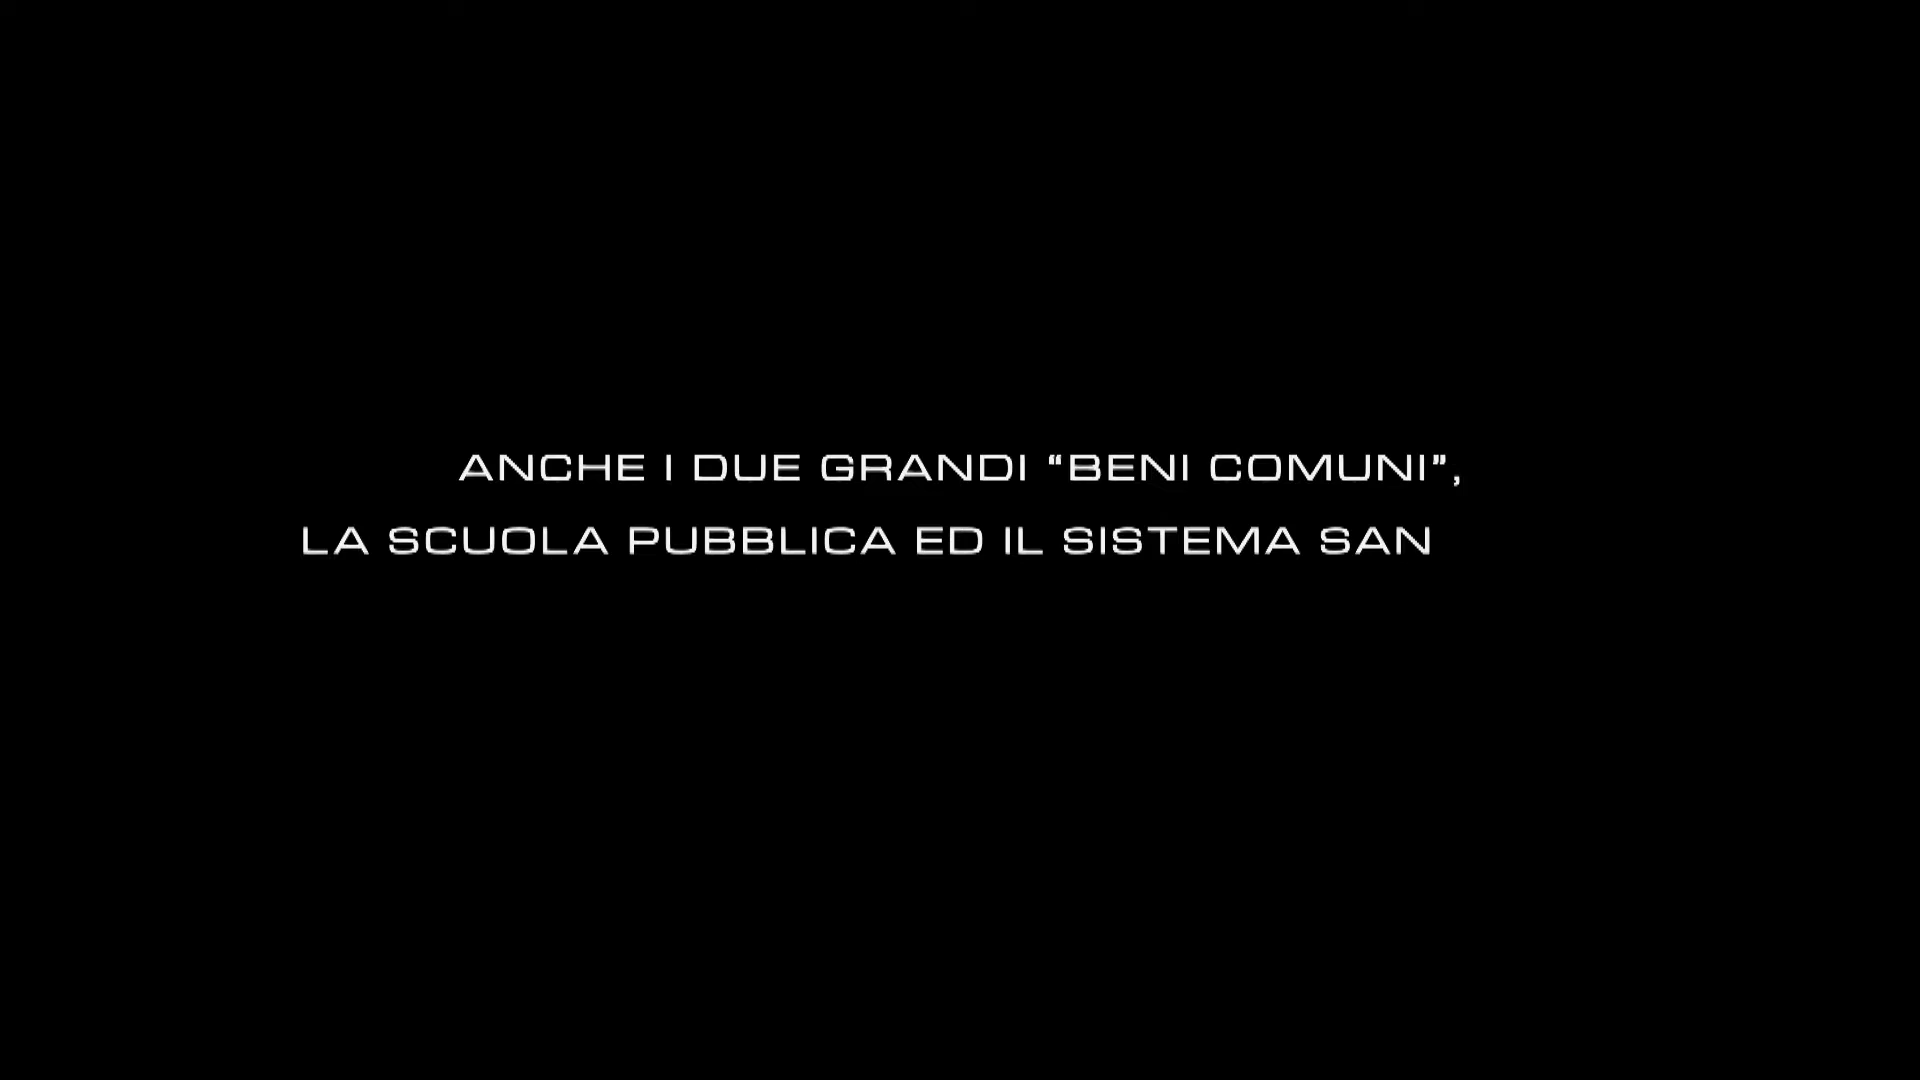 ANCHE I DUE GRANDI “BENI COMUNI”,
LA SCUOLA PUBBLICA ED IL SISTEMA SAN